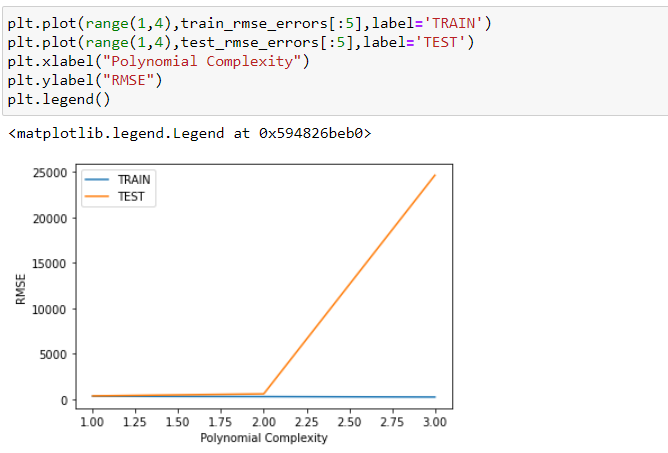 plt.plot(range(1,4),train_rmse_errors[:5],label='TRAIN')
plt.plot(range(1,4),test_rmse_errors[:5],label='TEST')
plt.xlabel("Polynomial Complexity")
plt.ylabel("RMSE")
plt.legend()
<matplotlib.legend.Legend at 0x594826beb0>
TRAIN
TEST
RMSE
25000
20000
15000
10000
5000
0
1.00 1.25 1.50 1.75 2.00 2.25 2.50 2.75 3.00
Polynomial Complexity